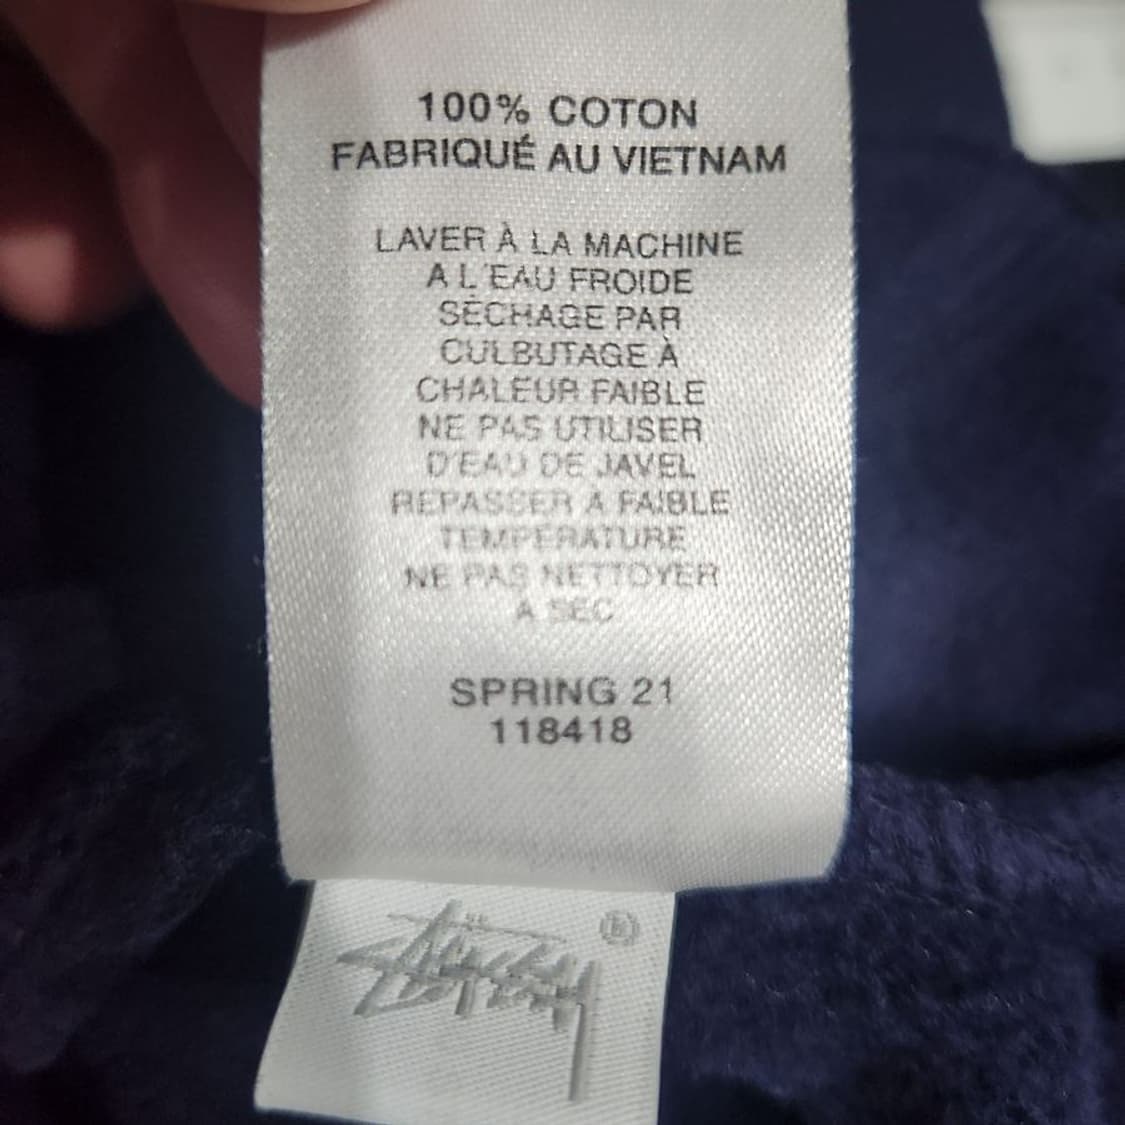 100% COTON
FABRIQUÉ AU VIETNAM
LAVER À LA MACHINE
A L'EAU FROIDE
SÉCHAGE PAR
CULBUTAGE À
CHALEUR FAIBLE
NE PAS UTILISER
D'EAU DE JAVEL
REPASSER A FAIBLE
TEMPÉRATURE
NE PAS NETTOYER
A SEC
SPRING 21
118418
Stüssy
®